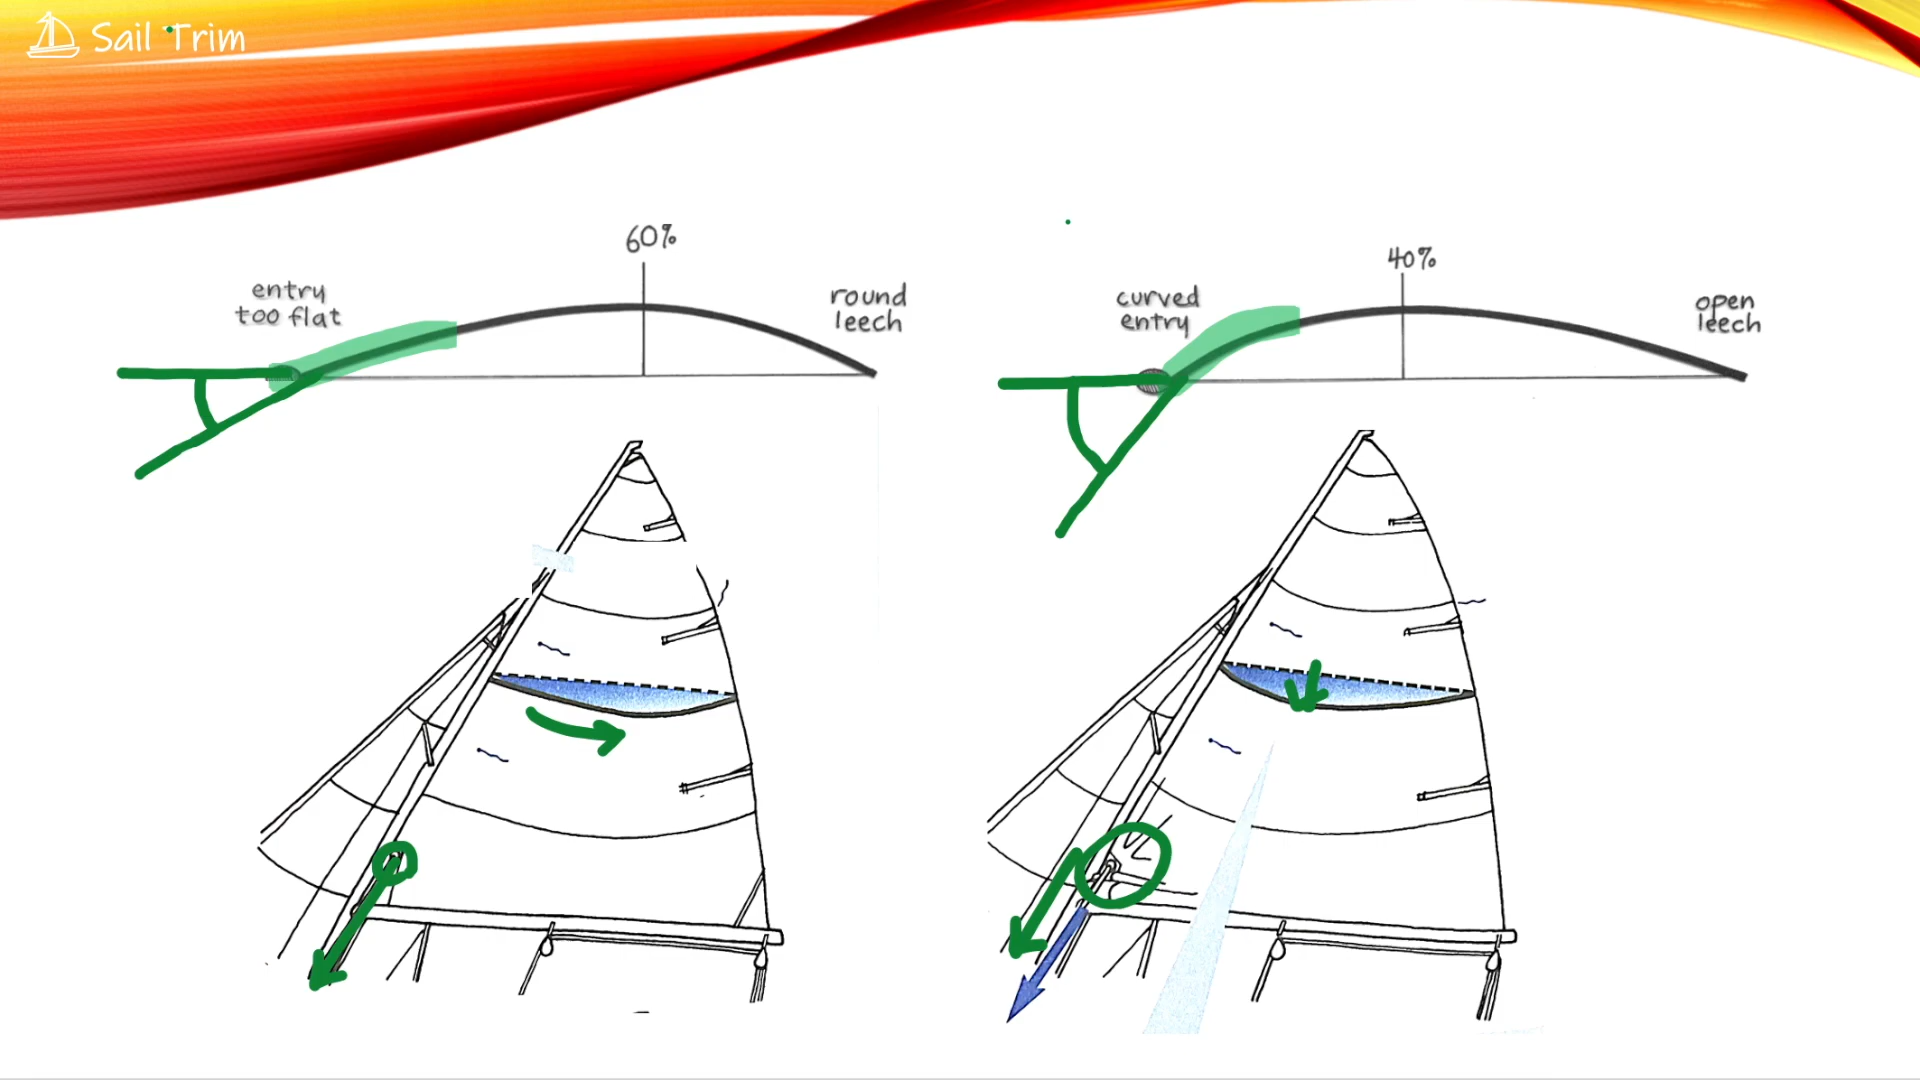 Sail Trim
60%
entry
too flat
round
leech
40%
curved
entry
open
leech